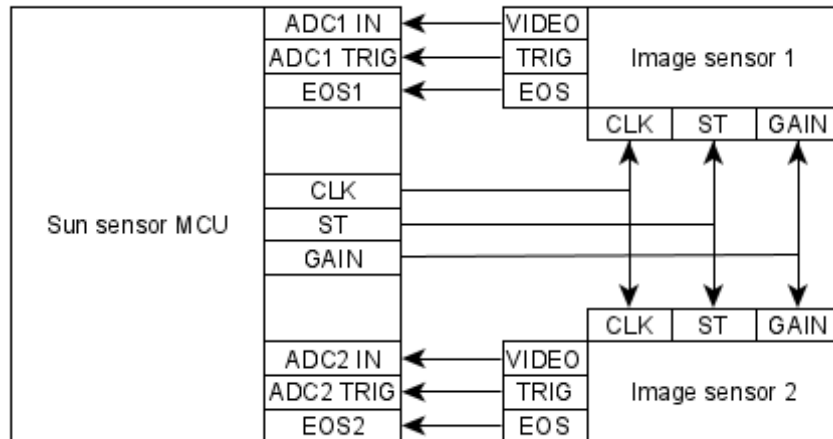 ADC1 IN
VIDEO
ADC1 TRIG
TRIG
Image sensor 1
EOS1
EOS
CLK
ST
GAIN
CLK
Sun sensor MCU
ST
GAIN
CLK
ST
GAIN
ADC2 IN
VIDEO
ADC2 TRIG
TRIG
Image sensor 2
EOS2
EOS